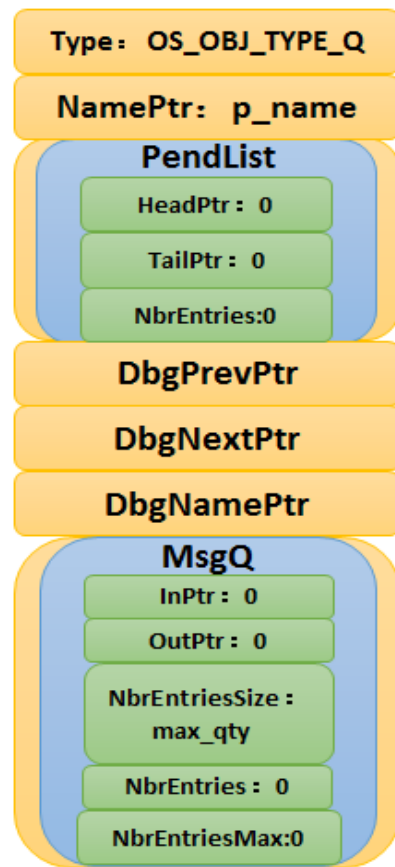 Type：OS_OBJ_TYPE_Q
NamePtr：p_name
PendList
HeadPtr：0
TailPtr：0
NbrEntries:0
DbgPrevPtr
DbgNextPtr
DbgNamePtr
MsgQ
InPtr：0
OutPtr：0
NbrEntriesSize：
max_qty
NbrEntries：0
NbrEntriesMax:0